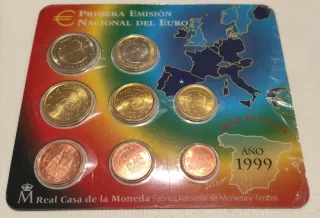 € PRIMERA EMISIÓN
NACIONAL DEL EURO
AÑO
1999
M Real Casa de la Moneda Fábrica Nacional de Moneda y Timbre